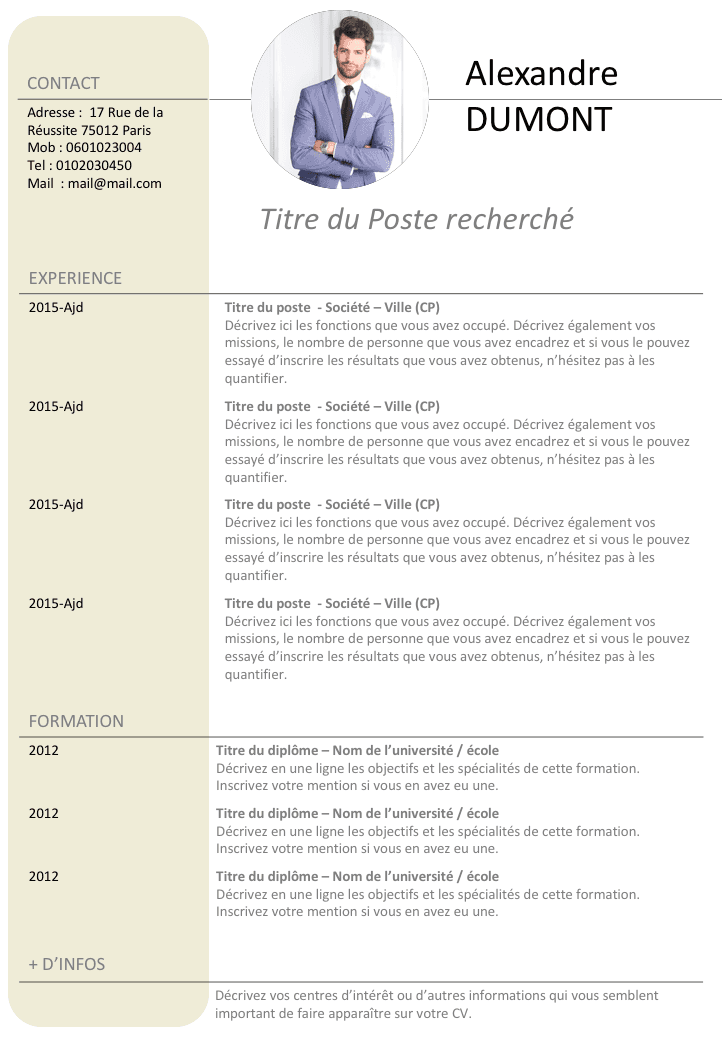 CONTACT
Adresse :  17 Rue de la
Réussite 75012 Paris
Mob : 0601023004
Tel : 0102030450
Mail  : mail@mail.com
Alexandre
DUMONT
Titre du Poste recherché
EXPERIENCE
2015-Ajd
Titre du poste  - Société – Ville (CP)
Décrivez ici les fonctions que vous avez occupé. Décrivez également vos
missions, le nombre de personne que vous avez encadrez et si vous le pouvez
essayé d’inscrire les résultats que vous avez obtenus, n’hésitez pas à les
quantifier.
2015-Ajd
Titre du poste  - Société – Ville (CP)
Décrivez ici les fonctions que vous avez occupé. Décrivez également vos
missions, le nombre de personne que vous avez encadrez et si vous le pouvez
essayé d’inscrire les résultats que vous avez obtenus, n’hésitez pas à les
quantifier.
2015-Ajd
Titre du poste  - Société – Ville (CP)
Décrivez ici les fonctions que vous avez occupé. Décrivez également vos
missions, le nombre de personne que vous avez encadrez et si vous le pouvez
essayé d’inscrire les résultats que vous avez obtenus, n’hésitez pas à les
quantifier.
2015-Ajd
Titre du poste  - Société – Ville (CP)
Décrivez ici les fonctions que vous avez occupé. Décrivez également vos
missions, le nombre de personne que vous avez encadrez et si vous le pouvez
essayé d’inscrire les résultats que vous avez obtenus, n’hésitez pas à les
quantifier.
FORMATION
2012
Titre du diplôme – Nom de l’université / école
Décrivez en une ligne les objectifs et les spécialités de cette formation.
Inscrivez votre mention si vous en avez eu une.
2012
Titre du diplôme – Nom de l’université / école
Décrivez en une ligne les objectifs et les spécialités de cette formation.
Inscrivez votre mention si vous en avez eu une.
2012
Titre du diplôme – Nom de l’université / école
Décrivez en une ligne les objectifs et les spécialités de cette formation.
Inscrivez votre mention si vous en avez eu une.
+ D’INFOS
Décrivez vos centres d’intérêt ou d’autres informations qui vous semblent
important de faire apparaître sur votre CV.